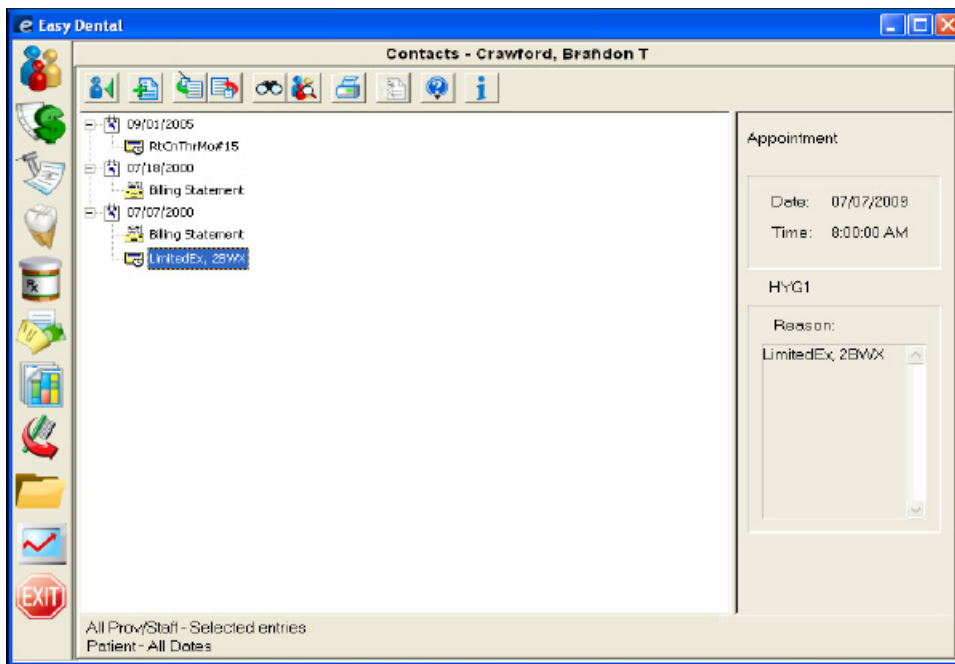 Easy Dental
Contacts - Crawford, Brandon T
09/01/2005
RtCnThrMo#15
07/18/2000
Billing Statement
07/07/2000
Billing Statement
LimitedEx, 2BWX
Appointment
Date: 07/07/2009
Time: 8:00:00 AM
HYG1
Reason:
LimitedEx, 2BWX
Rx
EXIT
All Prov/Staff - Selected entries
Patient - All Dates